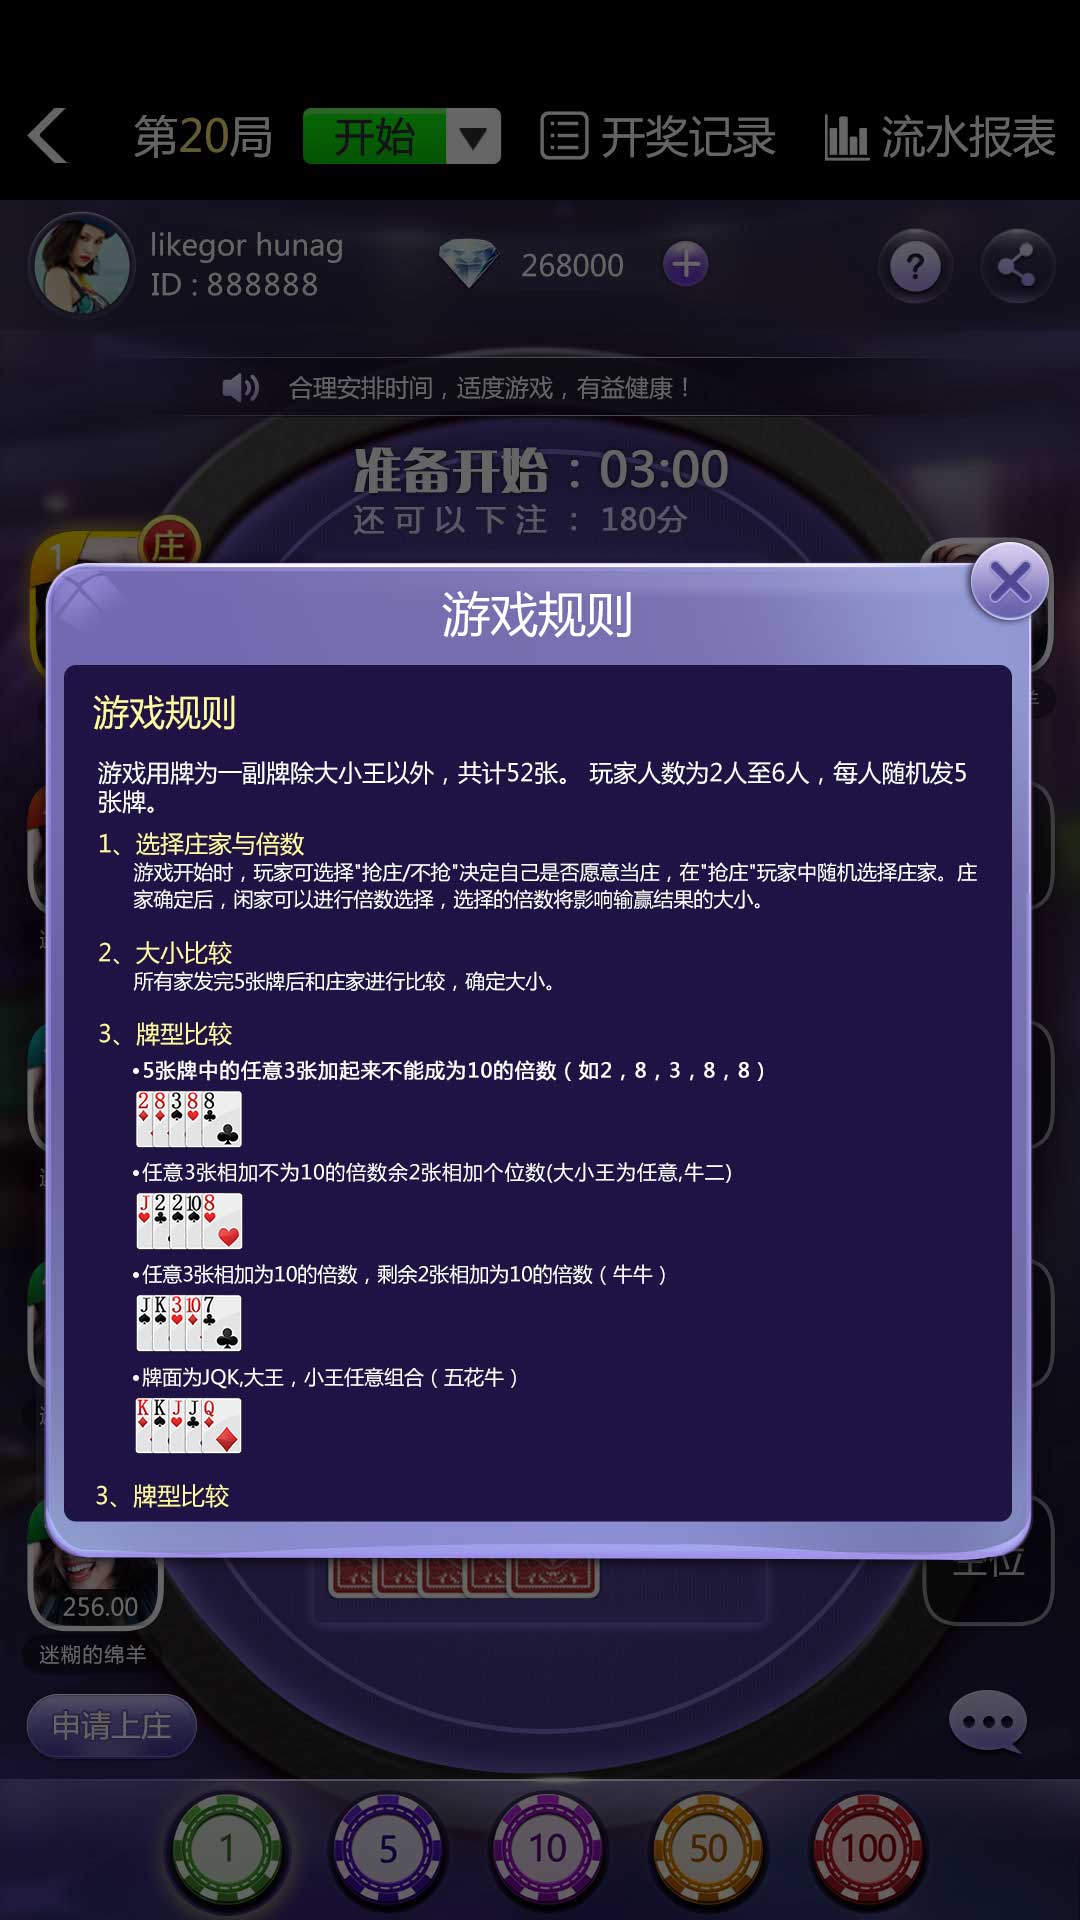 第20局 开始 开奖记录 流水报表
likegor hunag
ID : 888888
268000
?
合理安排时间，适度游戏，有益健康！
准备开始：03:00
还可以下注：180分
1
庄
游戏规则
游戏规则
游戏用牌为一副牌除大小王以外，共计52张。 玩家人数为2人至6人，每人随机发5
张牌。
1、选择庄家与倍数
游戏开始时，玩家可选择"抢庄/不抢"决定自己是否愿意当庄，在"抢庄"玩家中随机选择庄家。庄
家确定后，闲家可以进行倍数选择，选择的倍数将影响输赢结果的大小。
2、大小比较
所有家发完5张牌后和庄家进行比较，确定大小。
3、牌型比较
•5张牌中的任意3张加起来不能成为10的倍数（如2，8，3，8，8）
2 8 3 8 8
•任意3张相加不为10的倍数余2张相加个位数(大小王为任意,牛二)
J 2 2 10 8
•任意3张相加为10的倍数，剩余2张相加为10的倍数（牛牛）
J K 3 10 7
•牌面为JQK,大王，小王任意组合（五花牛）
K K J J Q
3、牌型比较
256.00
迷糊的绵羊
申请上庄
1 5 10 50 100